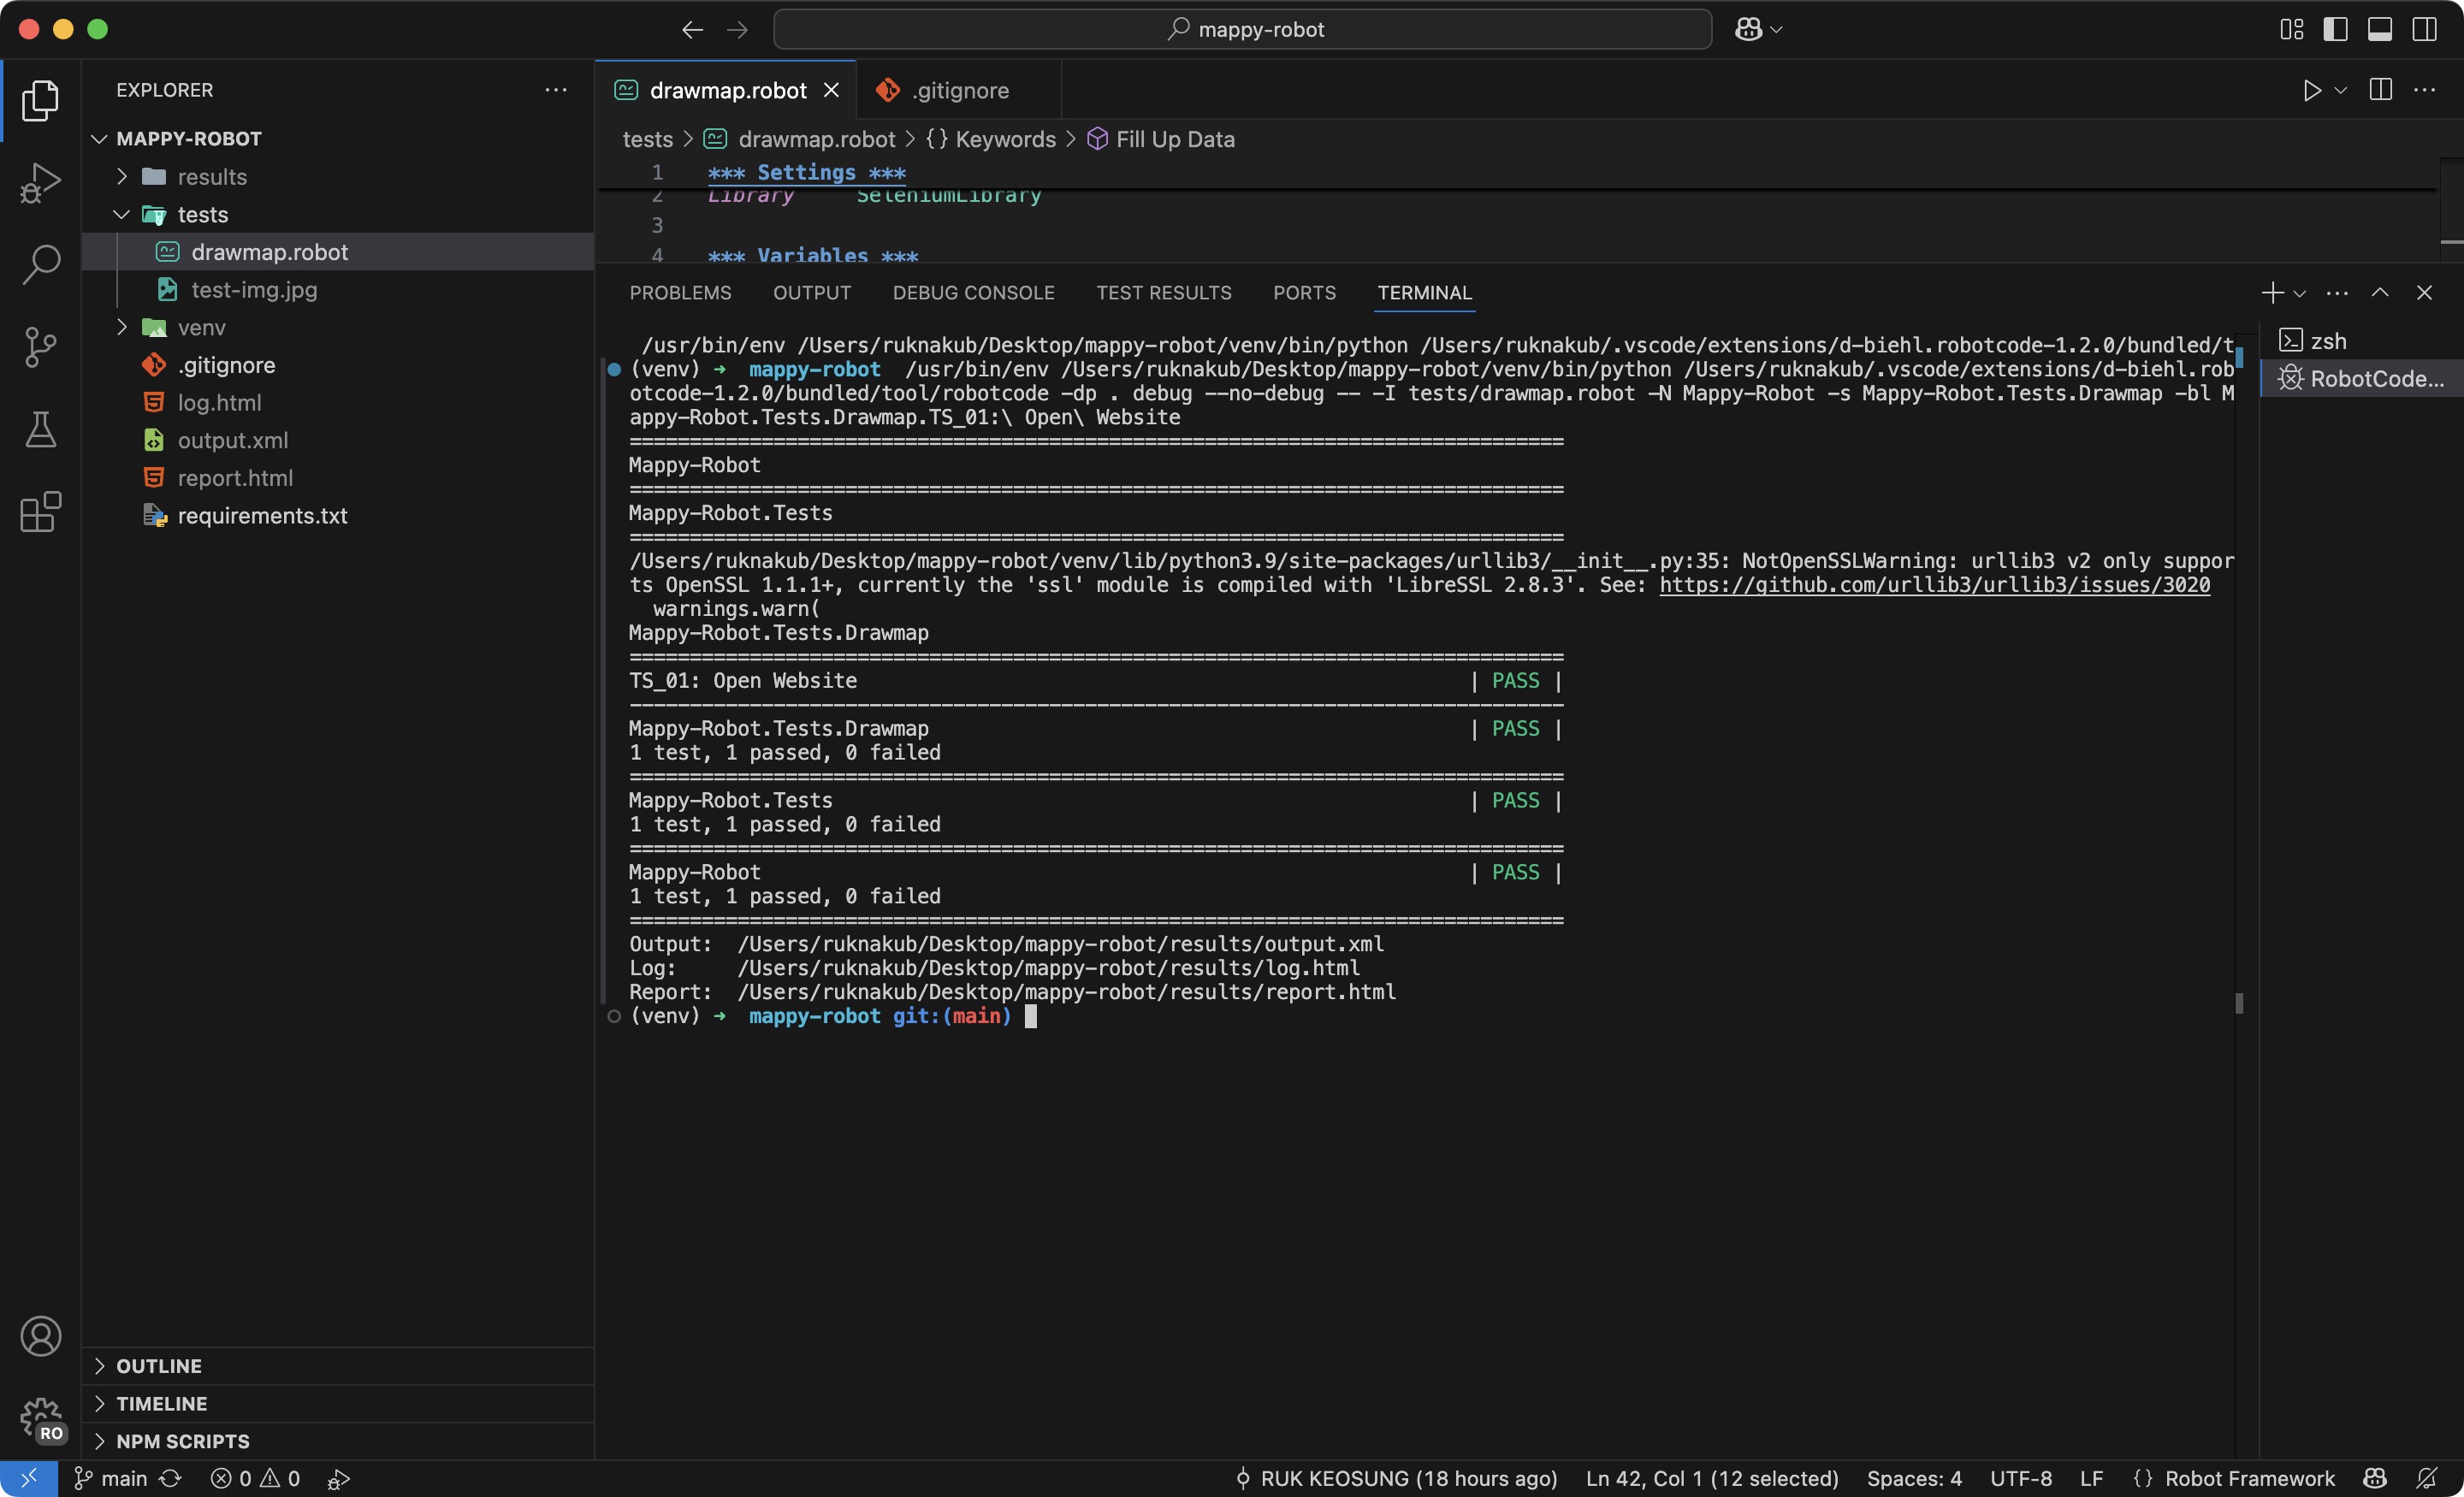 mappy-robot
EXPLORER
MAPPY-ROBOT
results
tests
drawmap.robot
test-img.jpg
venv
.gitignore
log.html
output.xml
report.html
requirements.txt
OUTLINE
TIMELINE
NPM SCRIPTS
RO
drawmap.robot
.gitignore
tests > drawmap.robot > {} Keywords > Fill Up Data
1 *** Settings ***
2 Library SeleniumLibrary
3
4 *** Variables ***
PROBLEMS OUTPUT DEBUG CONSOLE TEST RESULTS PORTS TERMINAL
/usr/bin/env /Users/ruknakub/Desktop/mappy-robot/venv/bin/python /Users/ruknakub/.vscode/extensions/d-biehl.robotcode-1.2.0/bundled/t
(venv) → mappy-robot /usr/bin/env /Users/ruknakub/Desktop/mappy-robot/venv/bin/python /Users/ruknakub/.vscode/extensions/d-biehl.rob
otcode-1.2.0/bundled/tool/robotcode -dp . debug --no-debug -- -I tests/drawmap.robot -N Mappy-Robot -s Mappy-Robot.Tests.Drawmap -bl M
appy-Robot.Tests.Drawmap.TS_01:\ Open\ Website
==============================================================================
Mappy-Robot
==============================================================================
Mappy-Robot.Tests
==============================================================================
/Users/ruknakub/Desktop/mappy-robot/venv/lib/python3.9/site-packages/urllib3/__init__.py:35: NotOpenSSLWarning: urllib3 v2 only suppor
ts OpenSSL 1.1.1+, currently the 'ssl' module is compiled with 'LibreSSL 2.8.3'. See: https://github.com/urllib3/urllib3/issues/3020
warnings.warn(
Mappy-Robot.Tests.Drawmap
==============================================================================
TS_01: Open Website | PASS |
------------------------------------------------------------------------------
Mappy-Robot.Tests.Drawmap | PASS |
1 test, 1 passed, 0 failed
==============================================================================
Mappy-Robot.Tests | PASS |
1 test, 1 passed, 0 failed
==============================================================================
Mappy-Robot | PASS |
1 test, 1 passed, 0 failed
==============================================================================
Output: /Users/ruknakub/Desktop/mappy-robot/results/output.xml
Log: /Users/ruknakub/Desktop/mappy-robot/results/log.html
Report: /Users/ruknakub/Desktop/mappy-robot/results/report.html
(venv) → mappy-robot git:(main)
zsh
RobotCode...
main 0 0 RUK KEOSUNG (18 hours ago) Ln 42, Col 1 (12 selected) Spaces: 4 UTF-8 LF {} Robot Framework